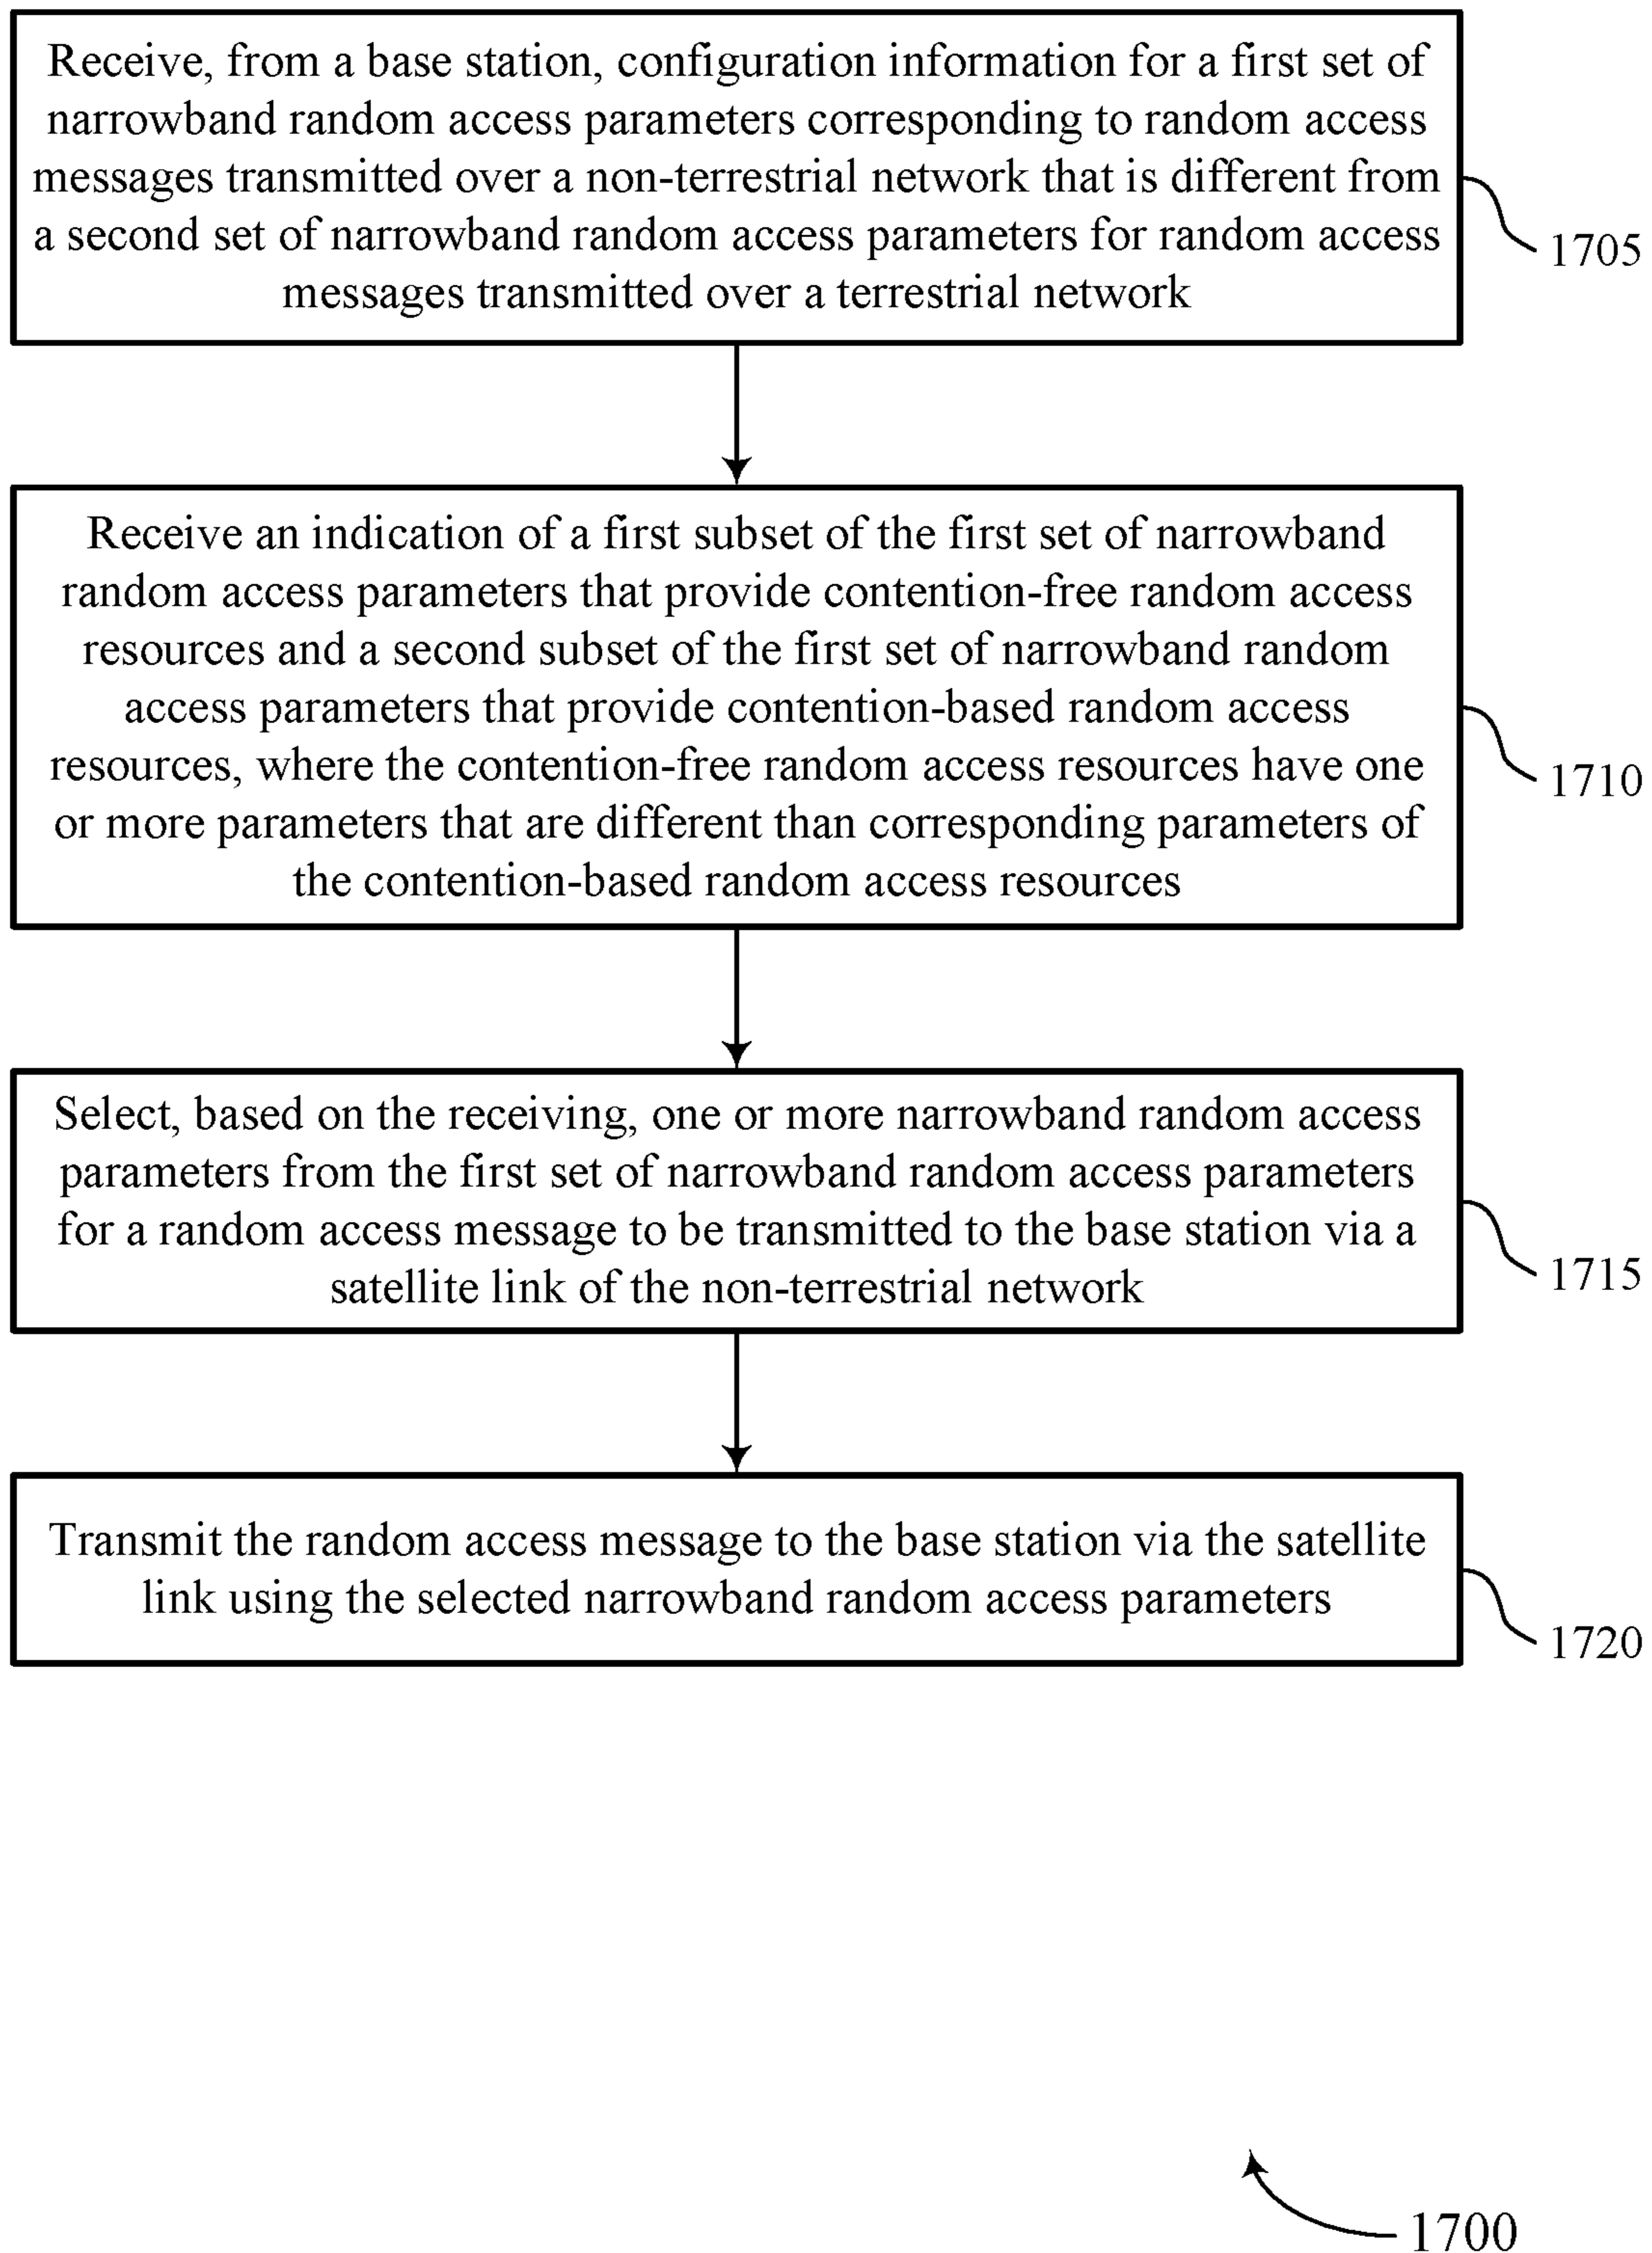 Receive, from a base station, configuration information for a first set of
narrowband random access parameters corresponding to random access
messages transmitted over a non-terrestrial network that is different from
a second set of narrowband random access parameters for random access
messages transmitted over a terrestrial network
1705
Receive an indication of a first subset of the first set of narrowband
random access parameters that provide contention-free random access
resources and a second subset of the first set of narrowband random
access parameters that provide contention-based random access
resources, where the contention-free random access resources have one
or more parameters that are different than corresponding parameters of
the contention-based random access resources
1710
Select, based on the receiving, one or more narrowband random access
parameters from the first set of narrowband random access parameters
for a random access message to be transmitted to the base station via a
satellite link of the non-terrestrial network
1715
Transmit the random access message to the base station via the satellite
link using the selected narrowband random access parameters
1720
1700